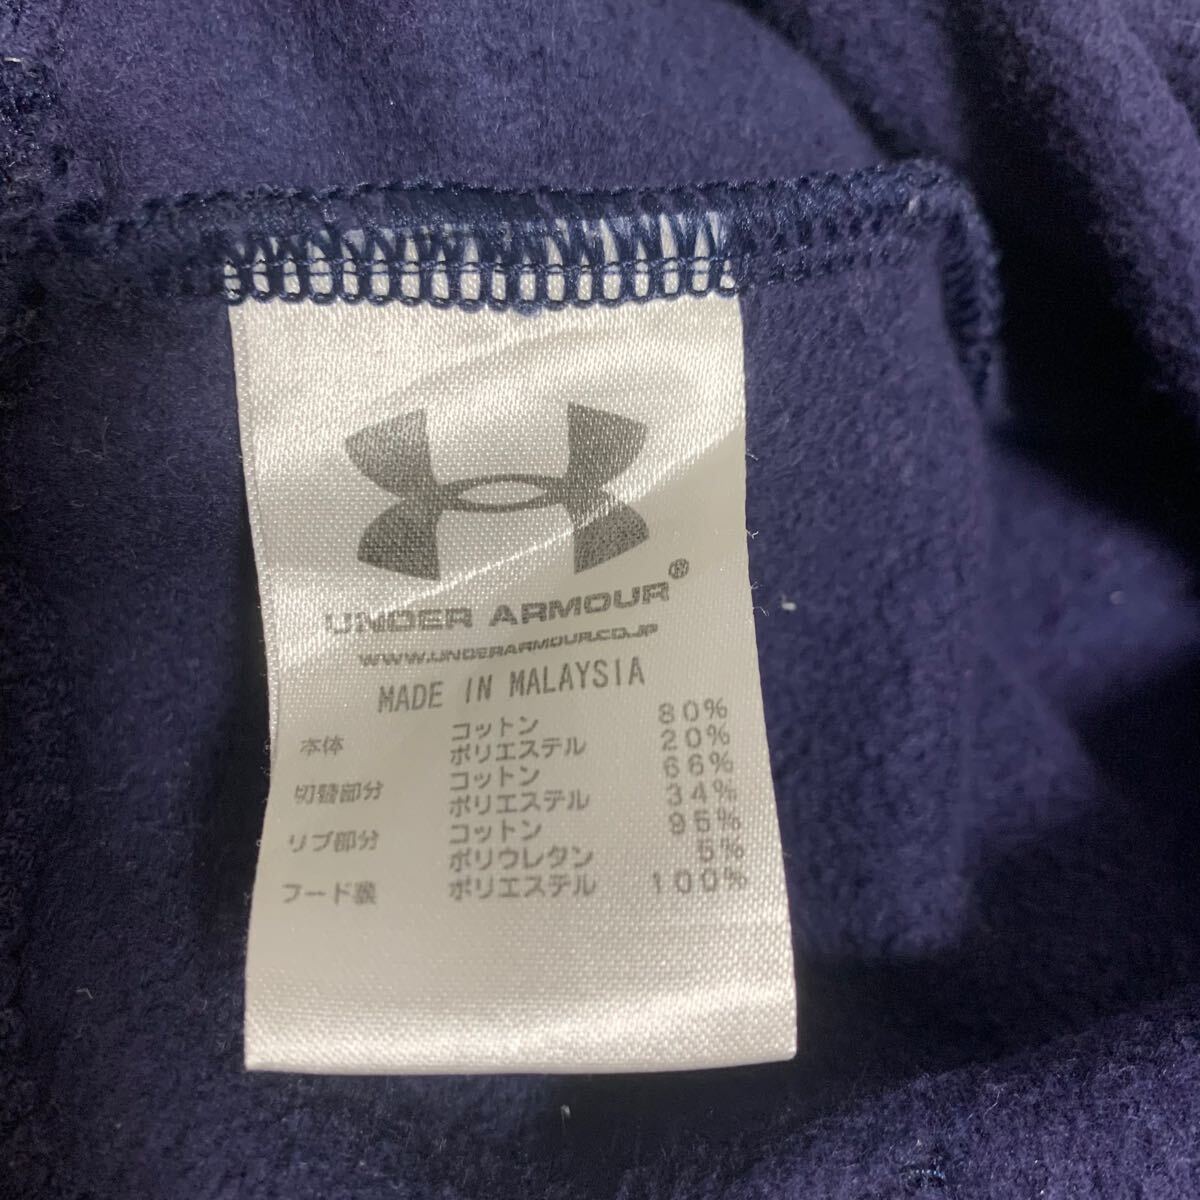 UNDER ARMOUR®
WWW.UNDERARMOUR.CO.JP
MADE IN MALAYSIA
本体 コットン 80%
ポリエステル 20%
切替部分 コットン 66%
ポリエステル 34%
リブ部分 コットン 95%
ポリウレタン 5%
フード裏 ポリエステル 100%